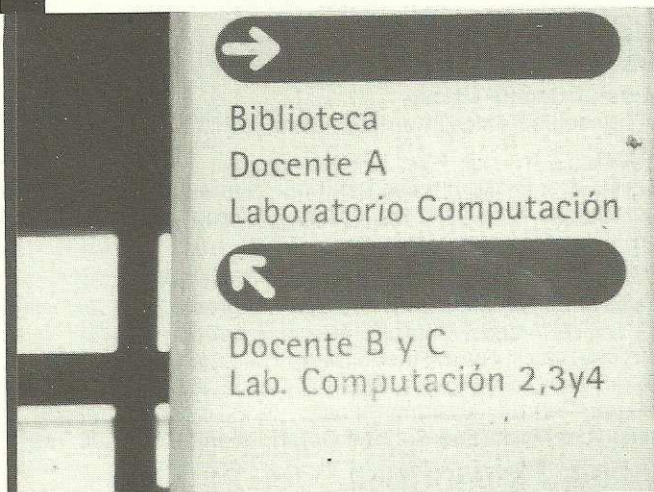 Biblioteca
Docente A
Laboratorio Computación
Docente B y C
Lab. Computación 2,3y4